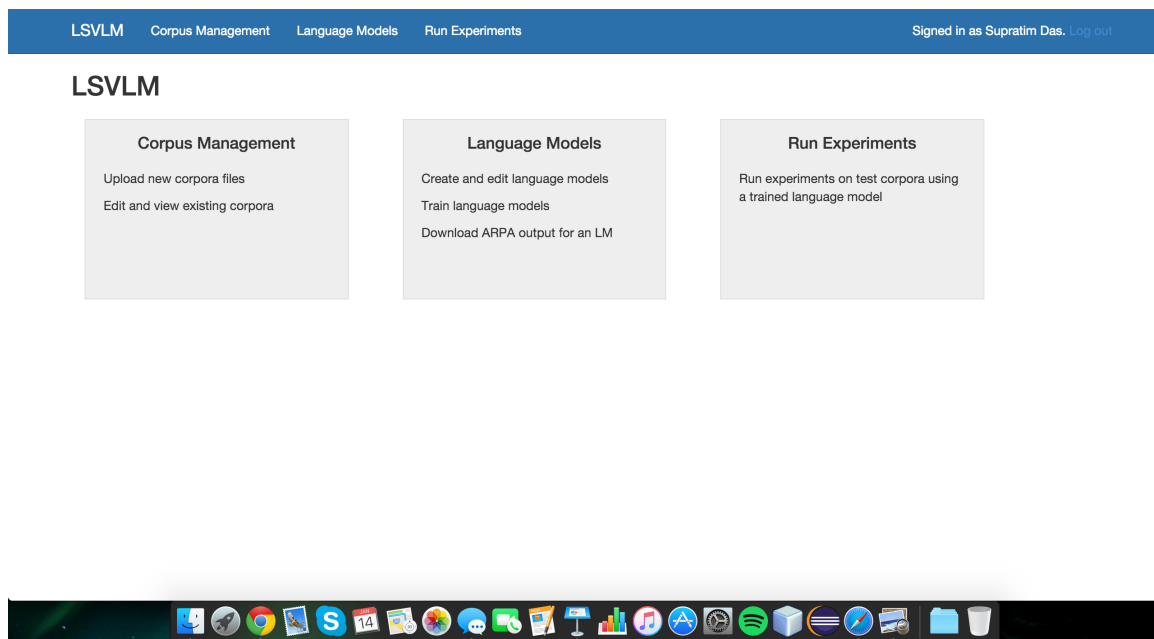 LSVLM Corpus Management Language Models Run Experiments Signed in as Supratim Das. Log out
LSVLM
Corpus Management
Upload new corpora files
Edit and view existing corpora
Language Models
Create and edit language models
Train language models
Download ARPA output for an LM
Run Experiments
Run experiments on test corpora using
a trained language model
JAN
14